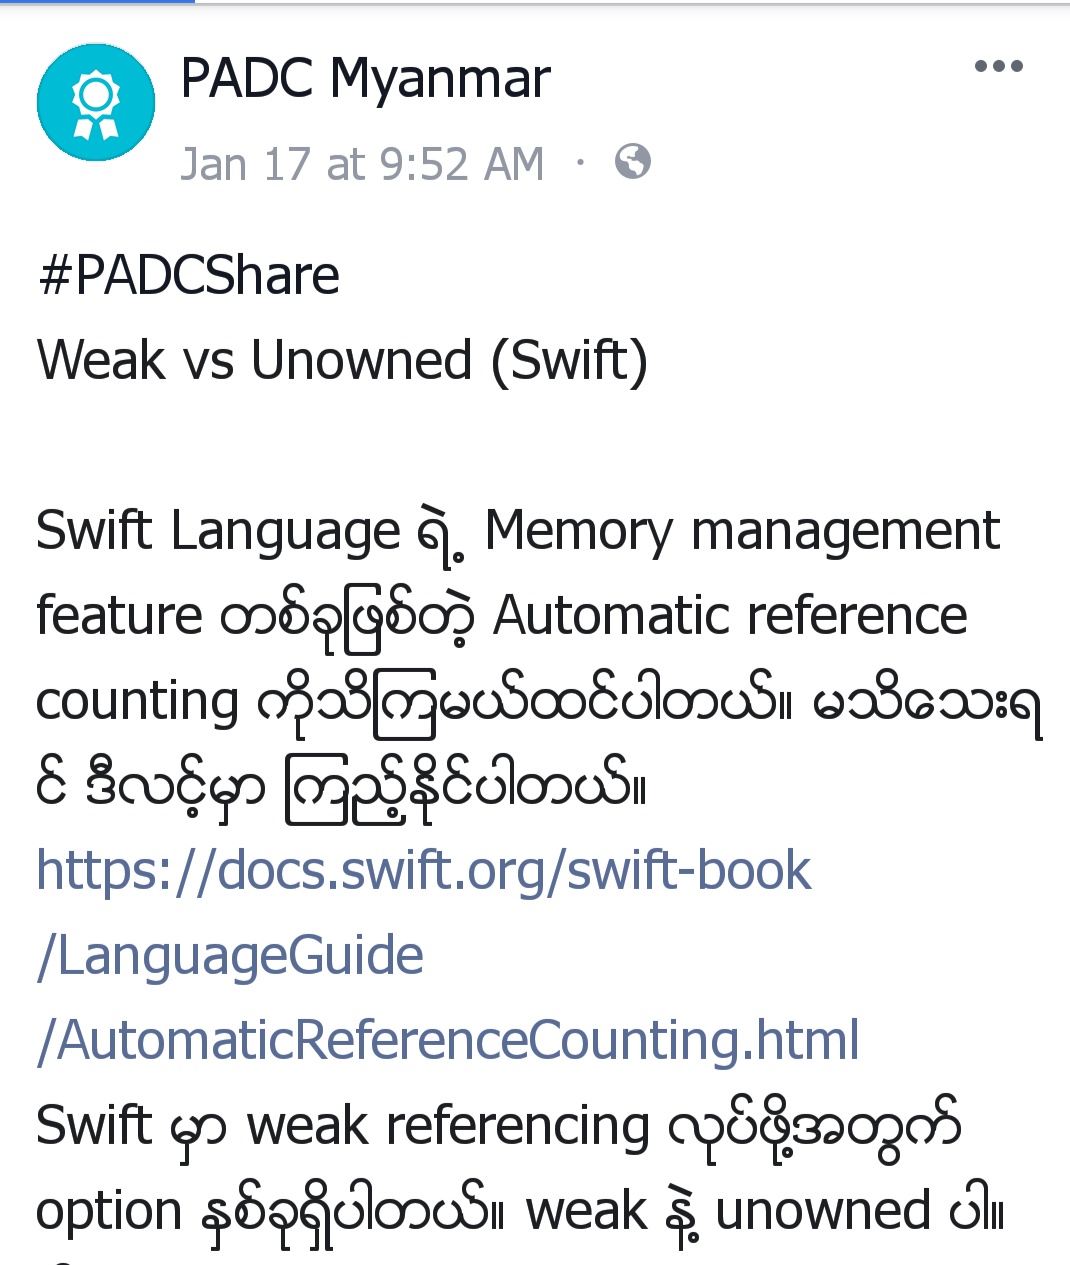 PADC Myanmar
Jan 17 at 9:52 AM ·
#PADCShare
Weak vs Unowned (Swift)
Swift Language ရဲ့ Memory management
feature တစ်ခုဖြစ်တဲ့ Automatic reference
counting ကိုသိကြမယ်ထင်ပါတယ်။ မသိသေးရ
င် ဒီလင့်မှာ ကြည့်နိုင်ပါတယ်။
https://docs.swift.org/swift-book
/LanguageGuide
/AutomaticReferenceCounting.html
Swift မှာ weak referencing လုပ်ဖို့အတွက်
option နှစ်ခုရှိပါတယ်။ weak နဲ့ unowned ပါ။